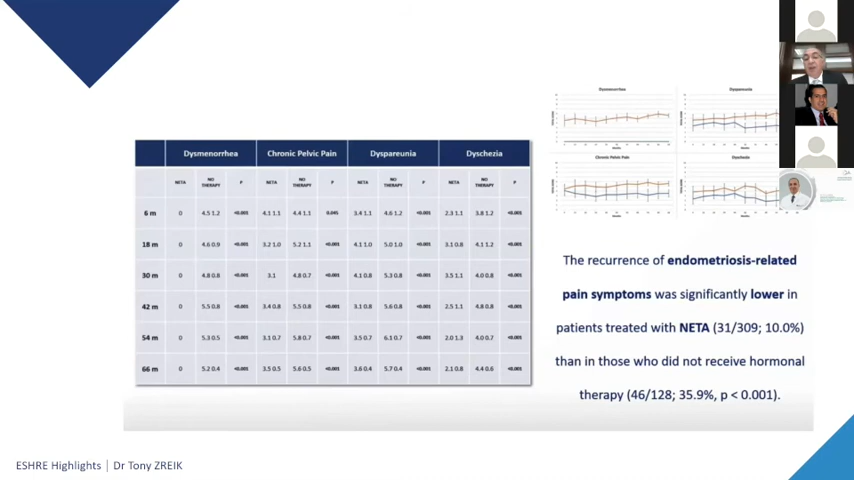 Dysmenorrhea Chronic Pelvic Pain Dyspareunia Dyschezia
NETA NO THERAPY P NETA NO THERAPY P NETA NO THERAPY P NETA NO THERAPY P
6 m 0 4.5 1.2 <0.001 4.1 1.1 4.4 1.1 0.045 3.4 1.1 4.6 1.2 <0.001 2.3 1.1 3.8 1.2 <0.001
18 m 0 4.6 0.9 <0.001 3.2 1.0 5.2 1.1 <0.001 4.1 1.0 5.0 1.0 <0.001 3.1 0.8 4.1 1.2 <0.001
30 m 0 4.8 0.8 <0.001 3.1 4.8 0.7 <0.001 4.1 0.8 5.3 0.8 <0.001 3.5 1.1 4.0 0.8 <0.001
42 m 0 5.5 0.8 <0.001 3.4 0.8 5.5 0.8 <0.001 3.1 0.8 5.6 0.8 <0.001 2.5 1.1 4.8 0.8 <0.001
54 m 0 5.3 0.5 <0.001 3.1 0.7 5.8 0.7 <0.001 3.5 0.7 6.1 0.7 <0.001 2.0 1.3 4.0 0.7 <0.001
66 m 0 5.2 0.4 <0.001 3.5 0.5 5.6 0.5 <0.001 3.6 0.4 5.7 0.4 <0.001 2.1 0.8 4.4 0.6 <0.001
Dysmenorrhea Dyspareunia
Chronic Pelvic Pain Dyschezia
The recurrence of endometriosis-related
pain symptoms was significantly lower in
patients treated with NETA (31/309; 10.0%)
than in those who did not receive hormonal
therapy (46/128; 35.9%, p < 0.001).
ESHRE Highlights | Dr Tony ZREIK